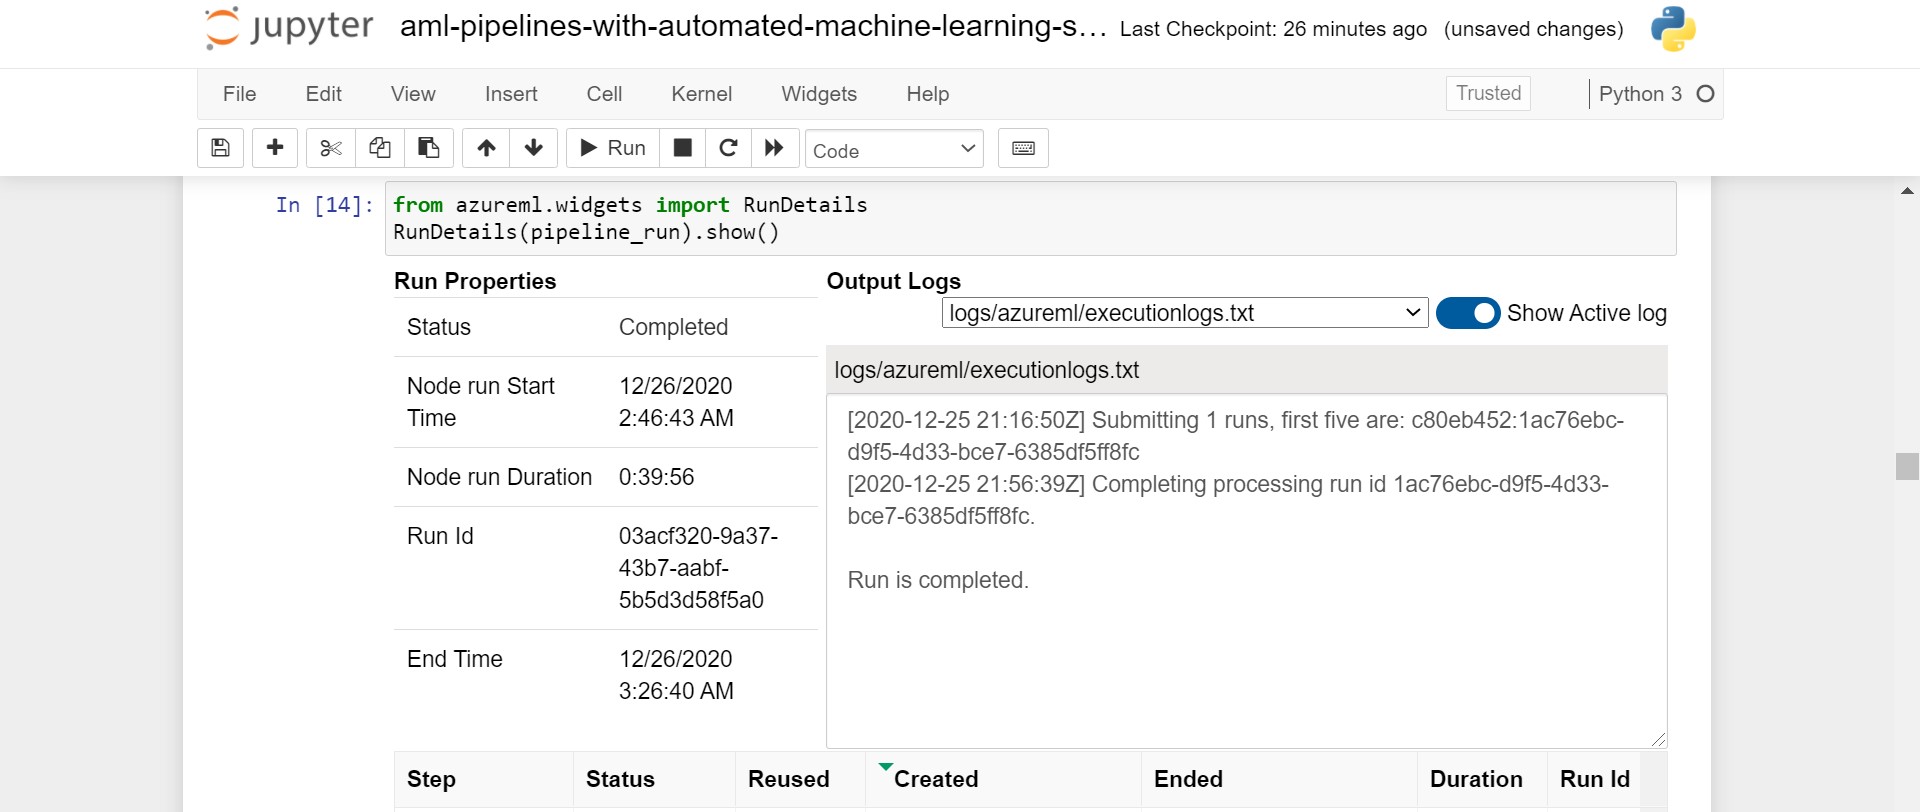 jupyter aml-pipelines-with-automated-machine-learning-s... Last Checkpoint: 26 minutes ago (unsaved changes)
File Edit View Insert Cell Kernel Widgets Help Trusted Python 3
Run Code
In [14]: from azureml.widgets import RunDetails
RunDetails(pipeline_run).show()
Run Properties
Status Completed
Node run Start Time 12/26/2020
2:46:43 AM
Node run Duration 0:39:56
Run Id 03acf320-9a37-
43b7-aabf-
5b5d3d58f5a0
End Time 12/26/2020
3:26:40 AM
Output Logs
logs/azureml/executionlogs.txt Show Active log
logs/azureml/executionlogs.txt
[2020-12-25 21:16:50Z] Submitting 1 runs, first five are: c80eb452:1ac76ebc-
d9f5-4d33-bce7-6385df5ff8fc
[2020-12-25 21:56:39Z] Completing processing run id 1ac76ebc-d9f5-4d33-
bce7-6385df5ff8fc.
Run is completed.
Step Status Reused Created Ended Duration Run Id